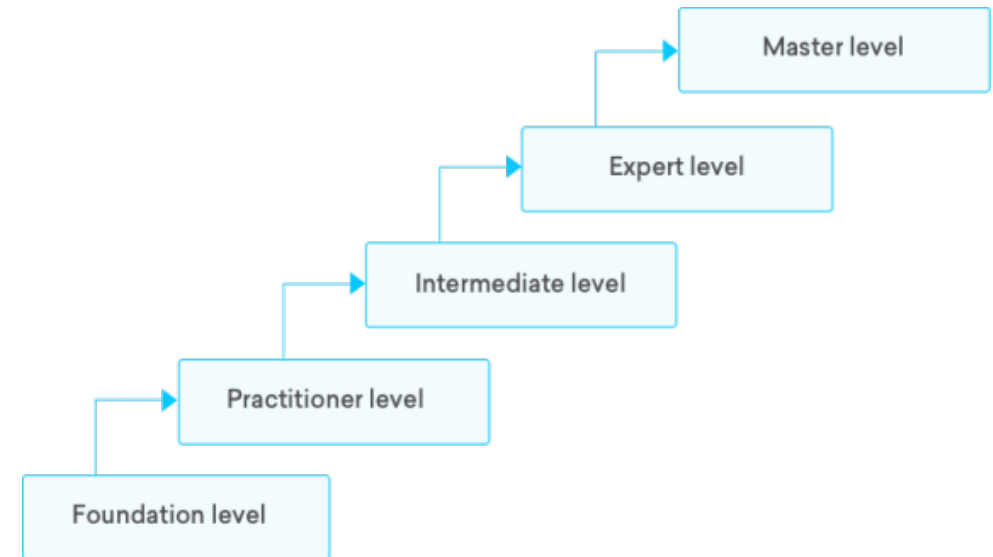 Master level
Expert level
Intermediate level
Practitioner level
Foundation level